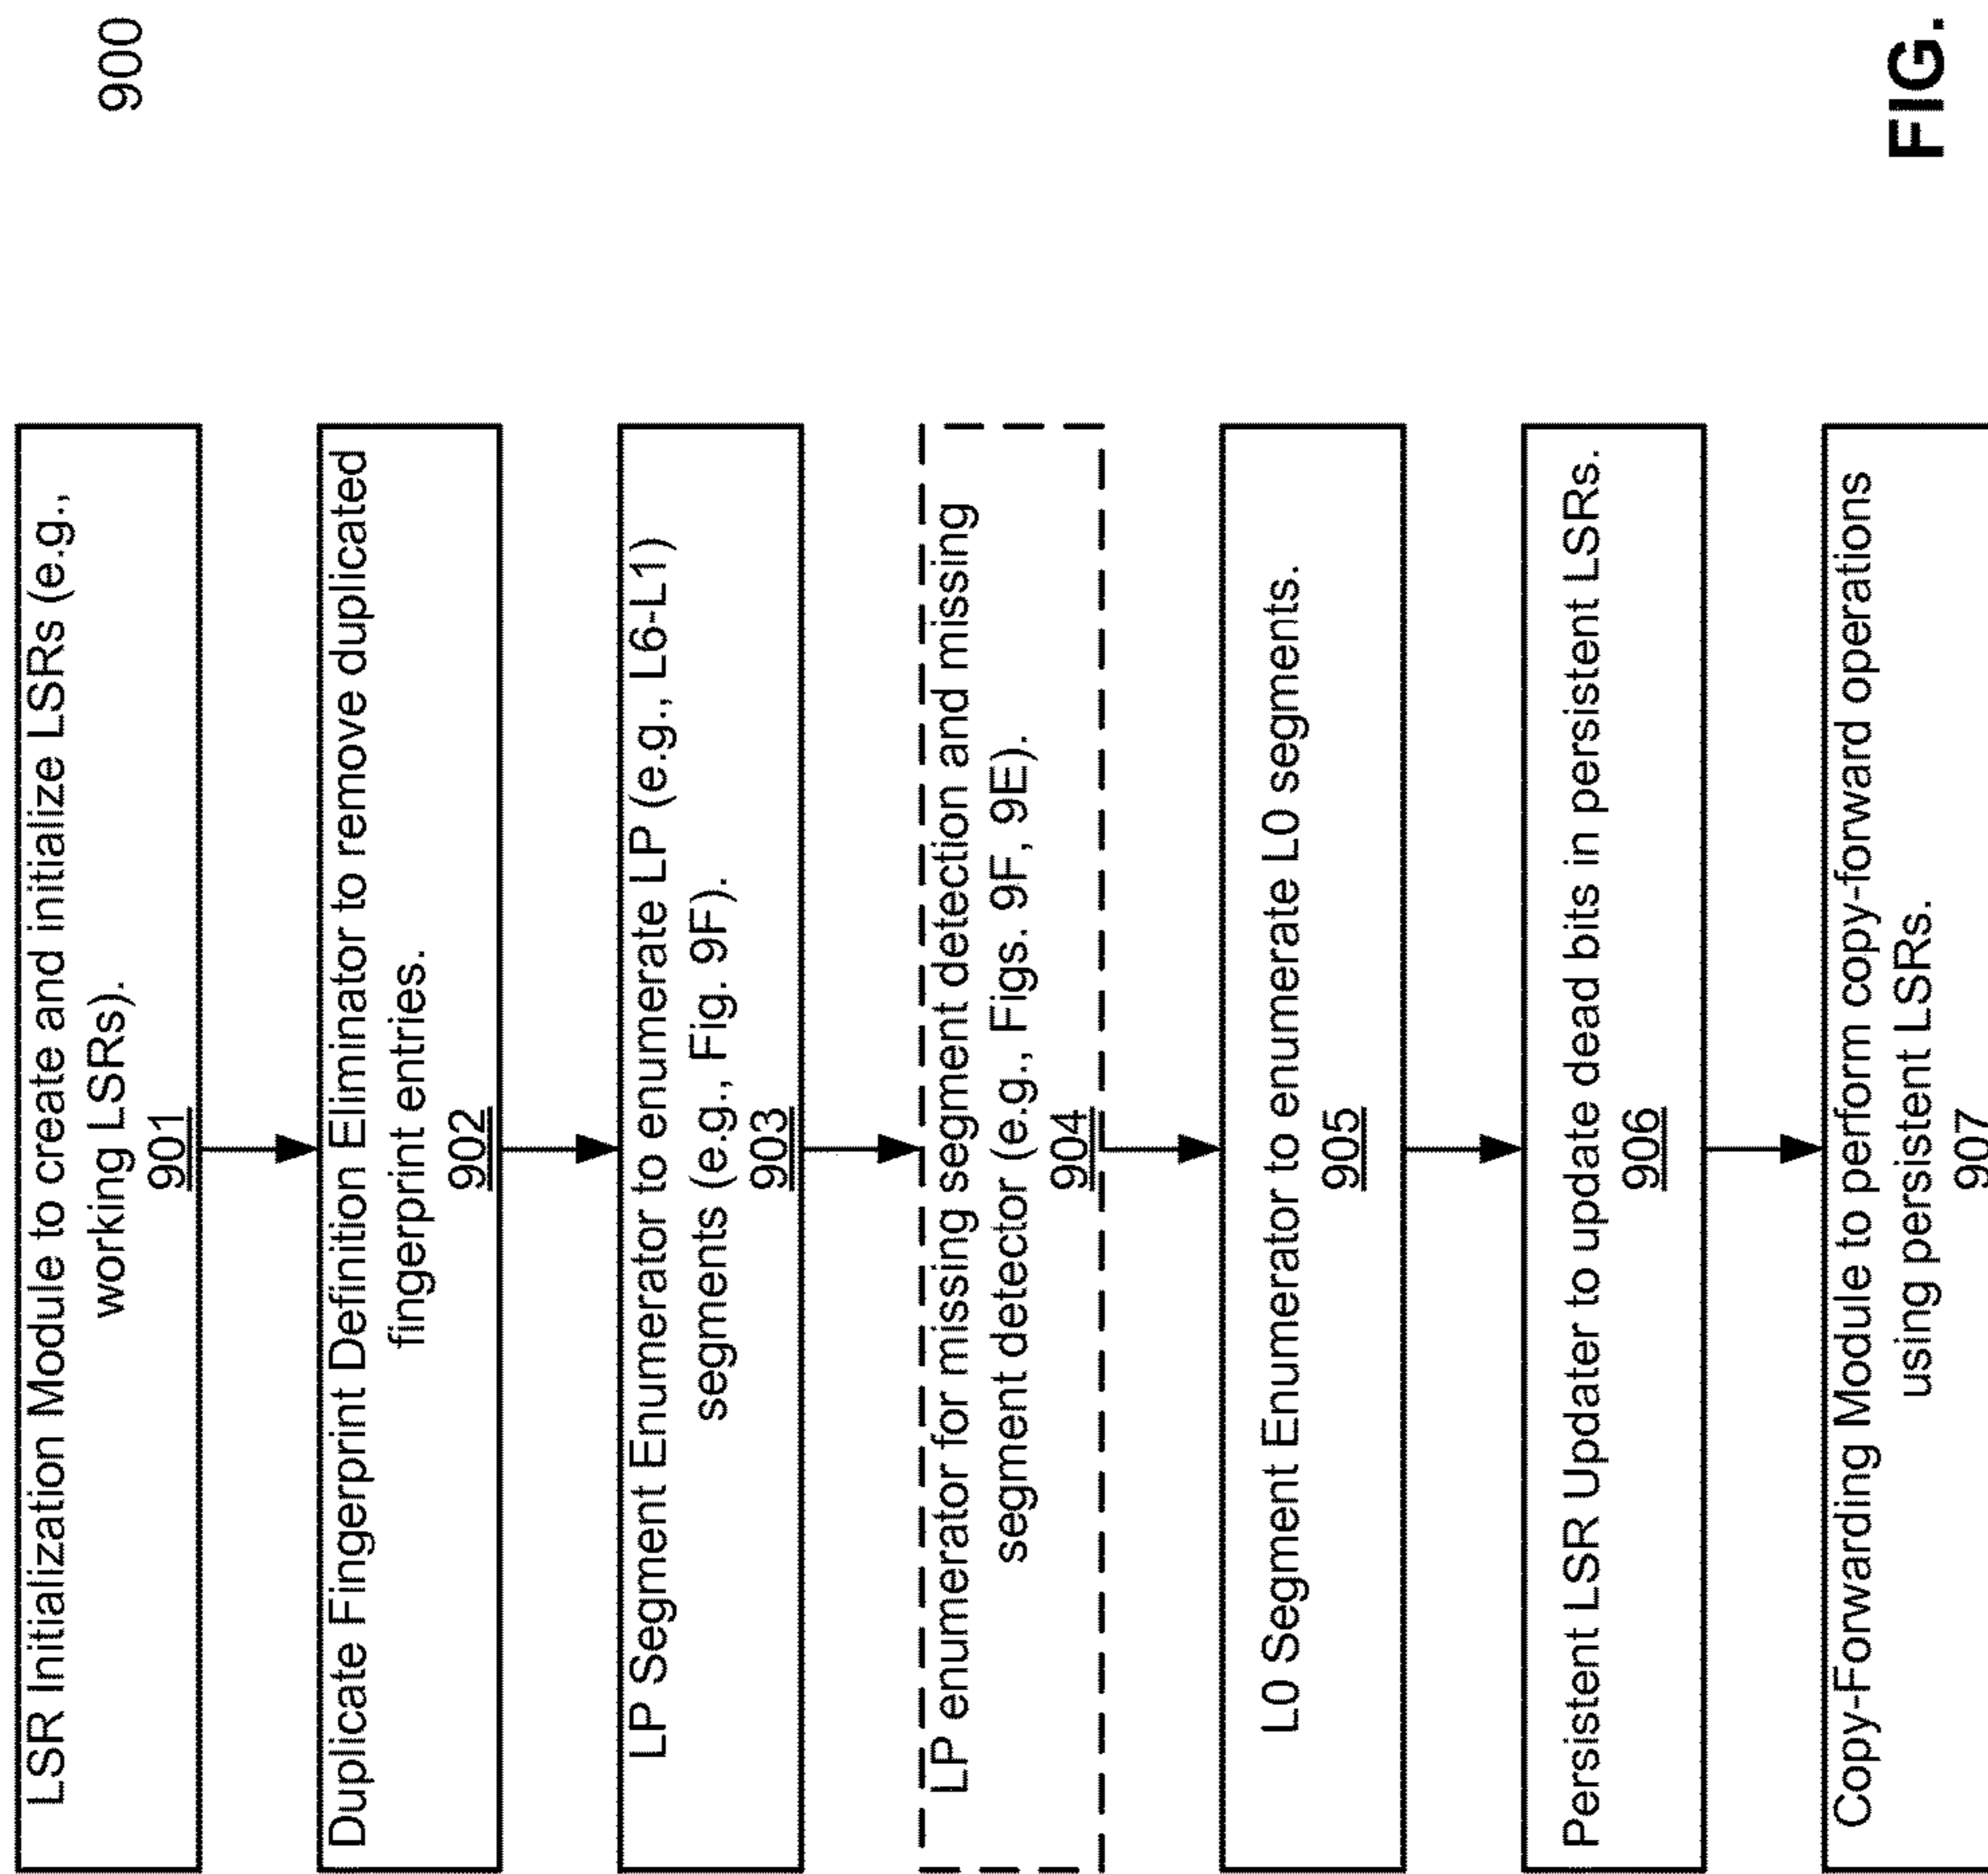 900
LSR Initialization Module to create and initialize LSRs (e.g.,
working LSRs).
901
Duplicate Fingerprint Definition Eliminator to remove duplicated
fingerprint entries.
902
LP Segment Enumerator to enumerate LP (e.g., L6-L1)
segments (e.g., Fig. 9F).
903
LP enumerator for missing segment detection and missing
segment detector (e.g., Figs. 9F, 9E).
904
L0 Segment Enumerator to enumerate L0 segments.
905
Persistent LSR Updater to update dead bits in persistent LSRs.
906
Copy-Forwarding Module to perform copy-forward operations
using persistent LSRs.
907
FIG.